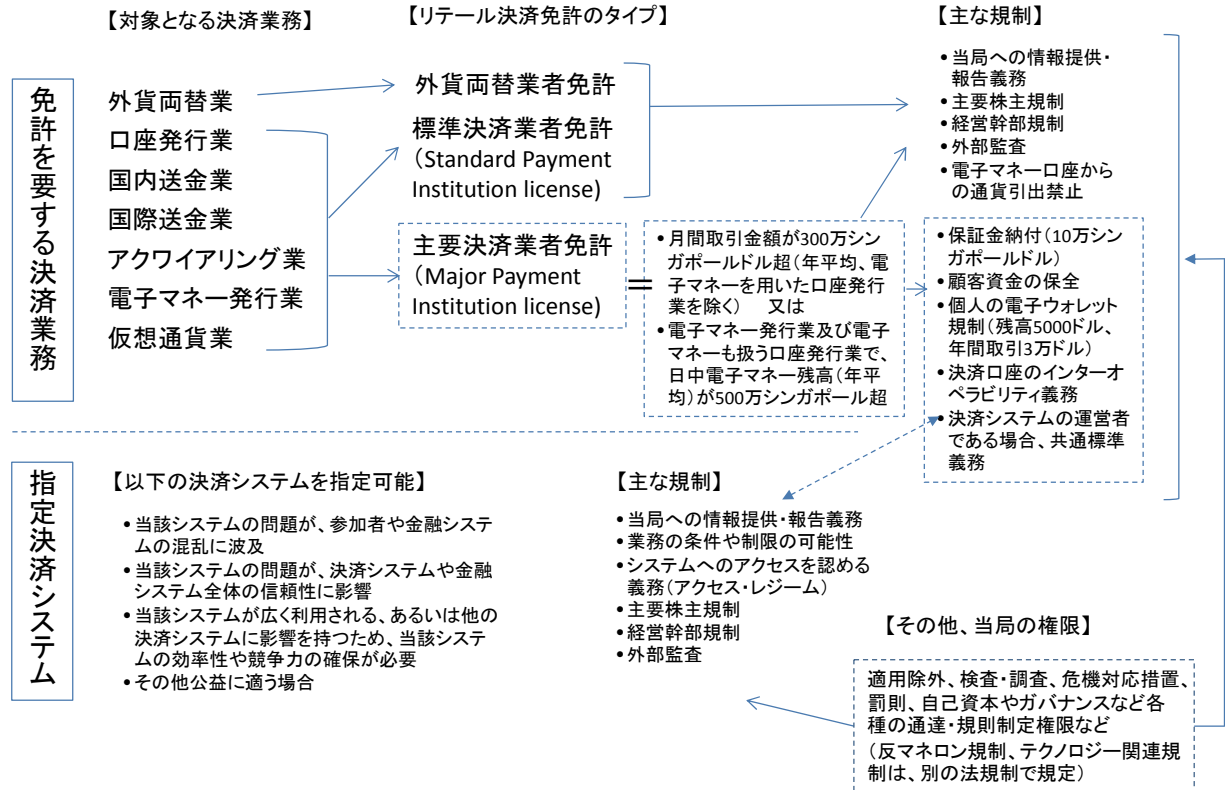 【対象となる決済業務】
【リテール決済免許のタイプ】
【主な規制】
免許を要する決済業務
外貨両替業
口座発行業
国内送金業
国際送金業
アクワイアリング業
電子マネー発行業
仮想通貨業
外貨両替業者免許
標準決済業者免許
(Standard Payment
Institution license)
主要決済業者免許
(Major Payment
Institution license)
＝
•月間取引金額が300万シン
ガポールドル超(年平均、電
子マネーを用いた口座発行
業を除く)　又は
•電子マネー発行業及び電子
マネーも扱う口座発行業で、
日中電子マネー残高(年平
均)が500万シンガポール超
•当局への情報提供・
報告義務
•主要株主規制
•経営幹部規制
•外部監査
•電子マネー口座から
の通貨引出禁止
•保証金納付(10万シン
ガポールドル)
•顧客資金の保全
•個人の電子ウォレット
規制(残高5000ドル、
年間取引3万ドル)
•決済口座のインターオ
ペラビリティ義務
•決済システムの運営者
である場合、共通標準
義務
指定決済システム
【以下の決済システムを指定可能】
•当該システムの問題が、参加者や金融システ
ムの混乱に波及
•当該システムの問題が、決済システムや金融
システム全体の信頼性に影響
•当該システムが広く利用される、あるいは他の
決済システムに影響を持つため、当該システ
ムの効率性や競争力の確保が必要
•その他公益に適う場合
【主な規制】
•当局への情報提供・報告義務
•業務の条件や制限の可能性
•システムへのアクセスを認める
義務(アクセス・レジーム)
•主要株主規制
•経営幹部規制
•外部監査
【その他、当局の権限】
適用除外、検査・調査、危機対応措置、
罰則、自己資本やガバナンスなど各
種の通達・規則制定権限など
(反マネロン規制、テクノロジー関連規
制は、別の法規制で規定)